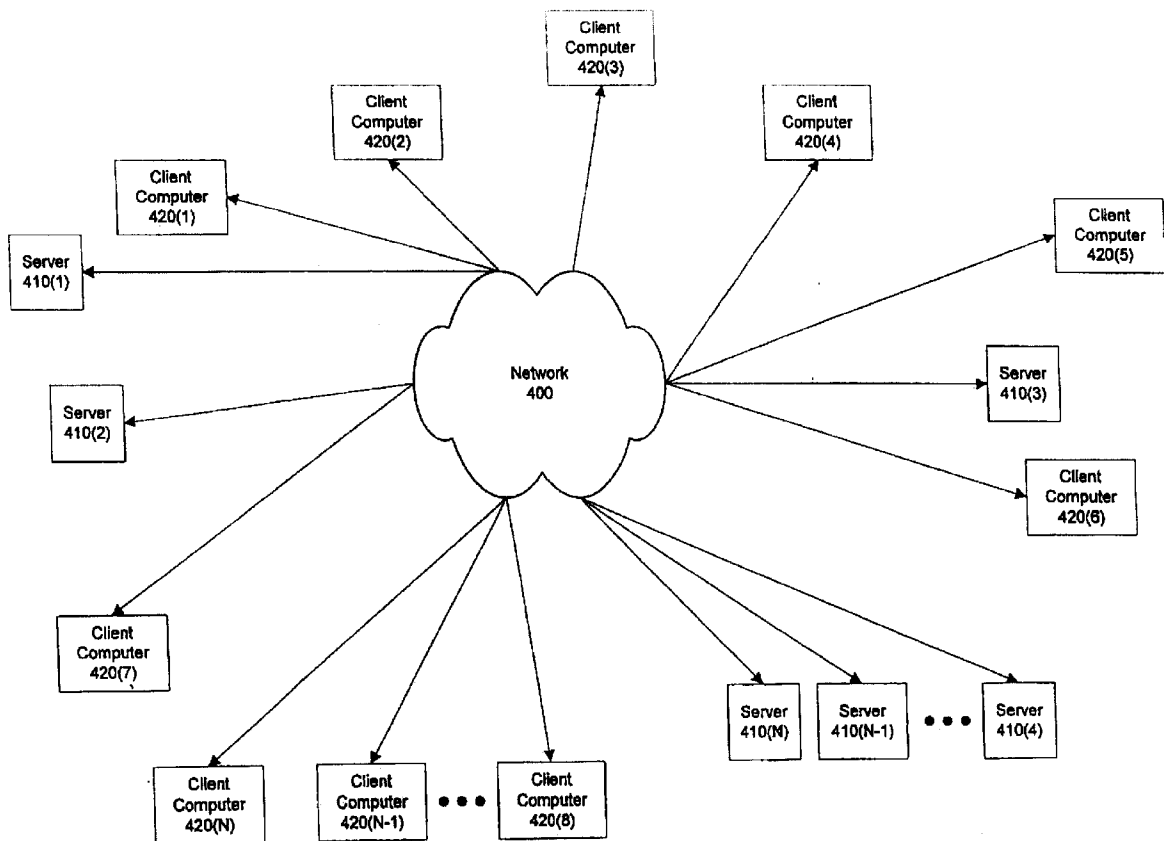 Client
Computer
420(3)
Client
Computer
420(2)
Client
Computer
420(4)
Client
Computer
420(1)
Client
Computer
420(5)
Server
410(1)
Network
400
Server
410(3)
Server
410(2)
Client
Computer
420(6)
Client
Computer
420(7)
Server
410(N)
Server
410(N-1)
Server
410(4)
Client
Computer
420(N)
Client
Computer
420(N-1)
Client
Computer
420(8)